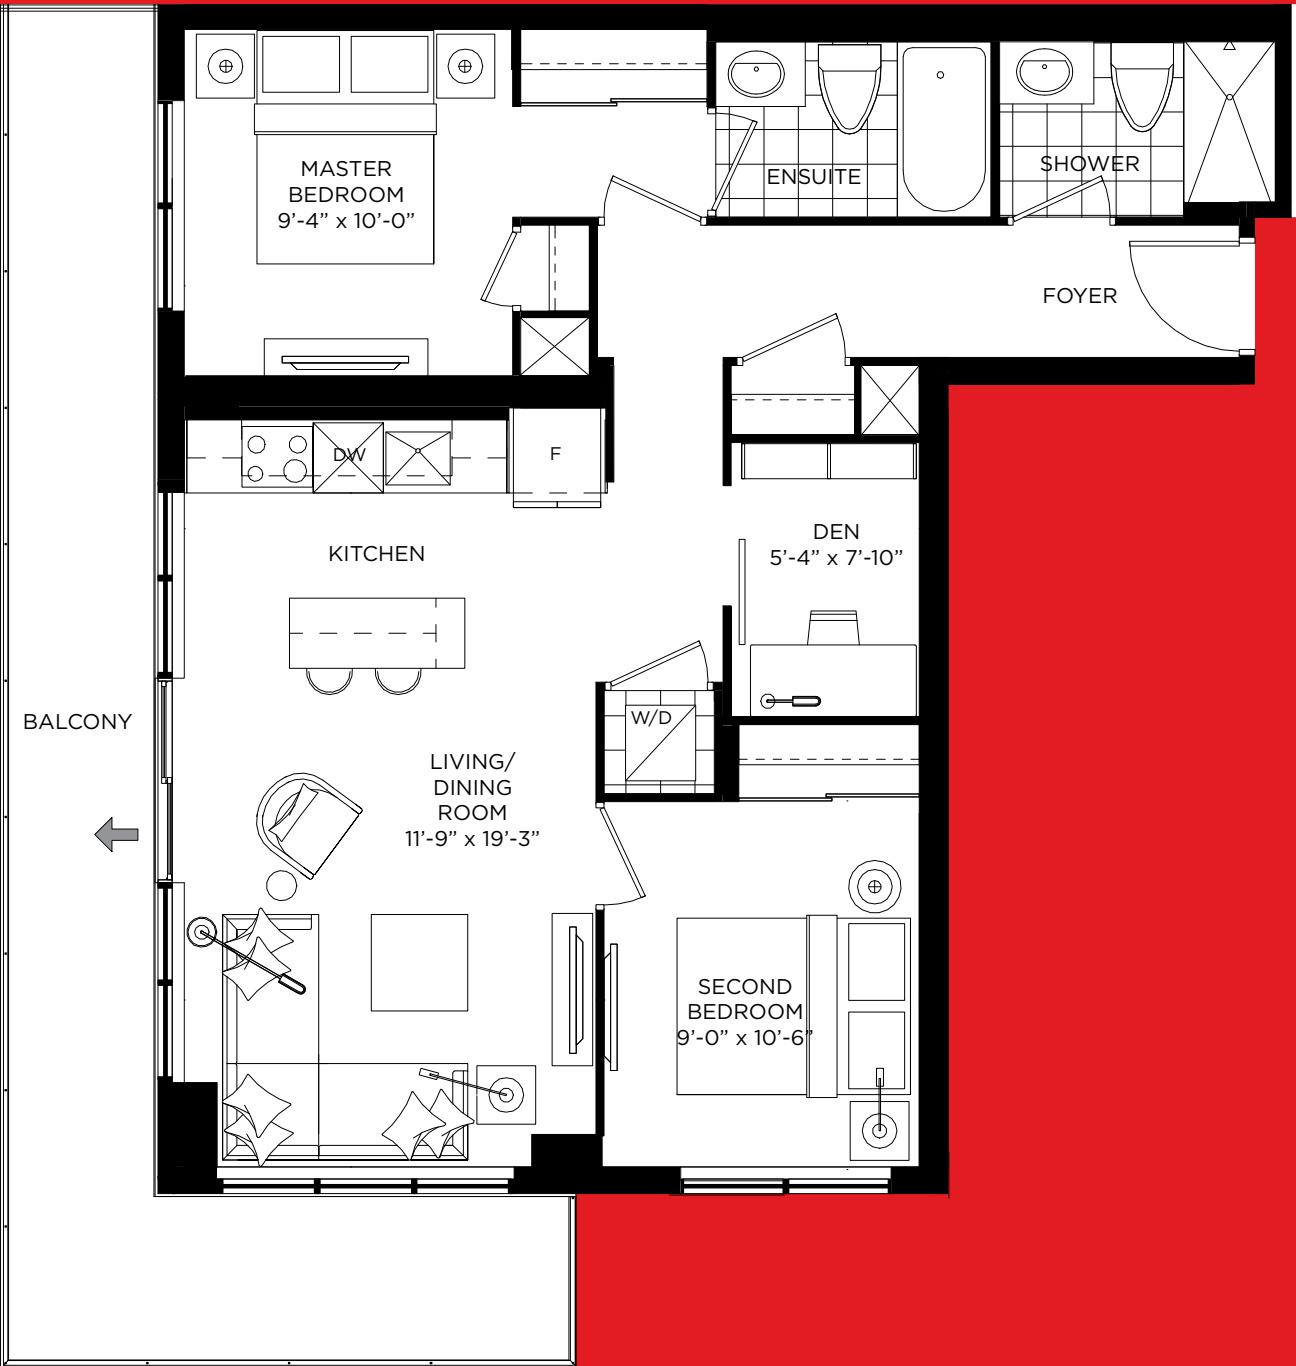 MASTER
BEDROOM
9'-4" x 10'-0"
ENSUITE
SHOWER
FOYER
DW
F
KITCHEN
DEN
5'-4" x 7'-10"
BALCONY
W/D
LIVING/
DINING
ROOM
11'-9" x 19'-3"
SECOND
BEDROOM
9'-0" x 10'-6"